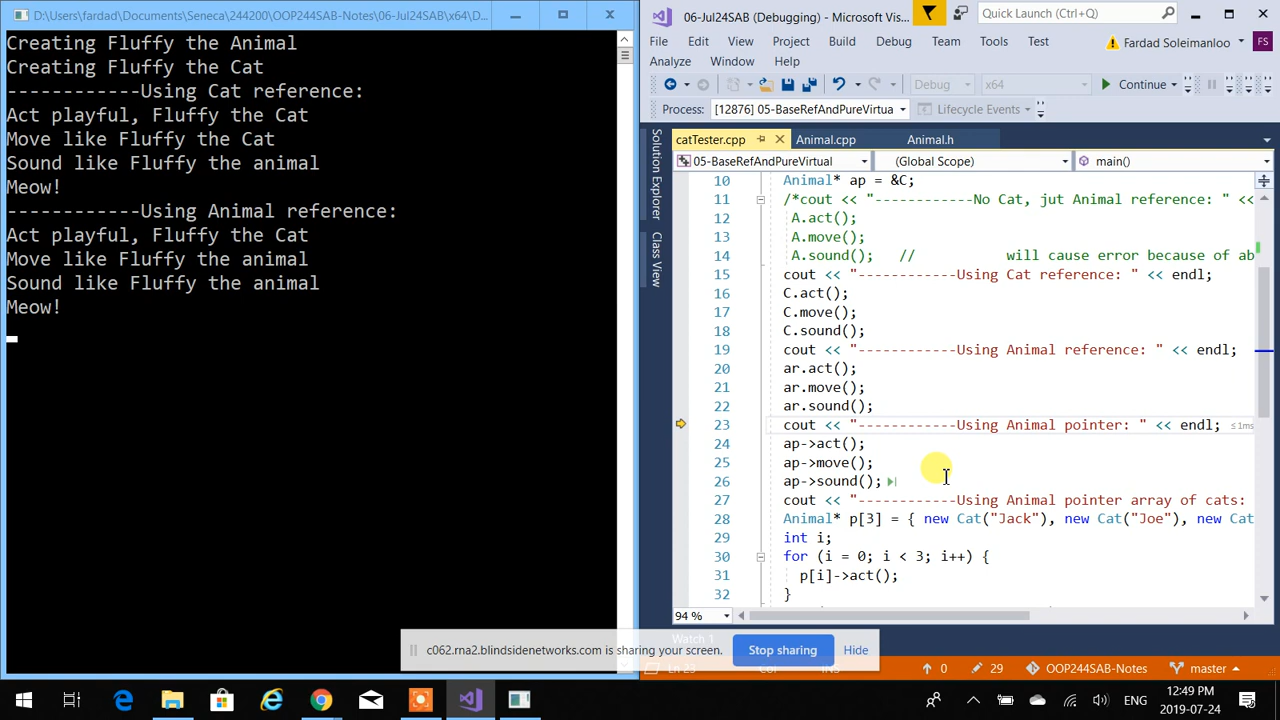 D:\Users\fardad\Documents\Seneca\244200\OOP244SAB-Notes\06-Jul24SAB\x64\D...
Creating Fluffy the Animal
Creating Fluffy the Cat
------------Using Cat reference:
Act playful, Fluffy the Cat
Move like Fluffy the Cat
Sound like Fluffy the animal
Meow!
------------Using Animal reference:
Act playful, Fluffy the Cat
Move like Fluffy the animal
Sound like Fluffy the animal
Meow!
06-Jul24SAB (Debugging) - Microsoft Vis...
Quick Launch (Ctrl+Q)
File Edit View Project Build Debug Team Tools Test
Fardad Soleimanloo FS
Analyze Window Help
Debug x64 Continue
Process: [12876] 05-BaseRefAndPureVirtua Lifecycle Events
Solution Explorer
Class View
catTester.cpp Animal.cpp Animal.h
05-BaseRefAndPureVirtual (Global Scope) main()
10 Animal* ap = &C;
11 /*cout << "------------No Cat, jut Animal reference: " <<
12 A.act();
13 A.move();
14 A.sound(); // will cause error because of ab
15 cout << "------------Using Cat reference: " << endl;
16 C.act();
17 C.move();
18 C.sound();
19 cout << "------------Using Animal reference: " << endl;
20 ar.act();
21 ar.move();
22 ar.sound();
23 cout << "------------Using Animal pointer: " << endl; ≤1ms
24 ap->act();
25 ap->move();
26 ap->sound();
27 cout << "------------Using Animal pointer array of cats:
28 Animal* p[3] = { new Cat("Jack"), new Cat("Joe"), new Cat
29 int i;
30 for (i = 0; i < 3; i++) {
31 p[i]->act();
32 }
94 %
Watch 1
c062.rna2.blindsidenetworks.com is sharing your screen. Stop sharing Hide
Ln 23 Col INS 0 29 OOP244SAB-Notes master
ENG
12:49 PM
2019-07-24